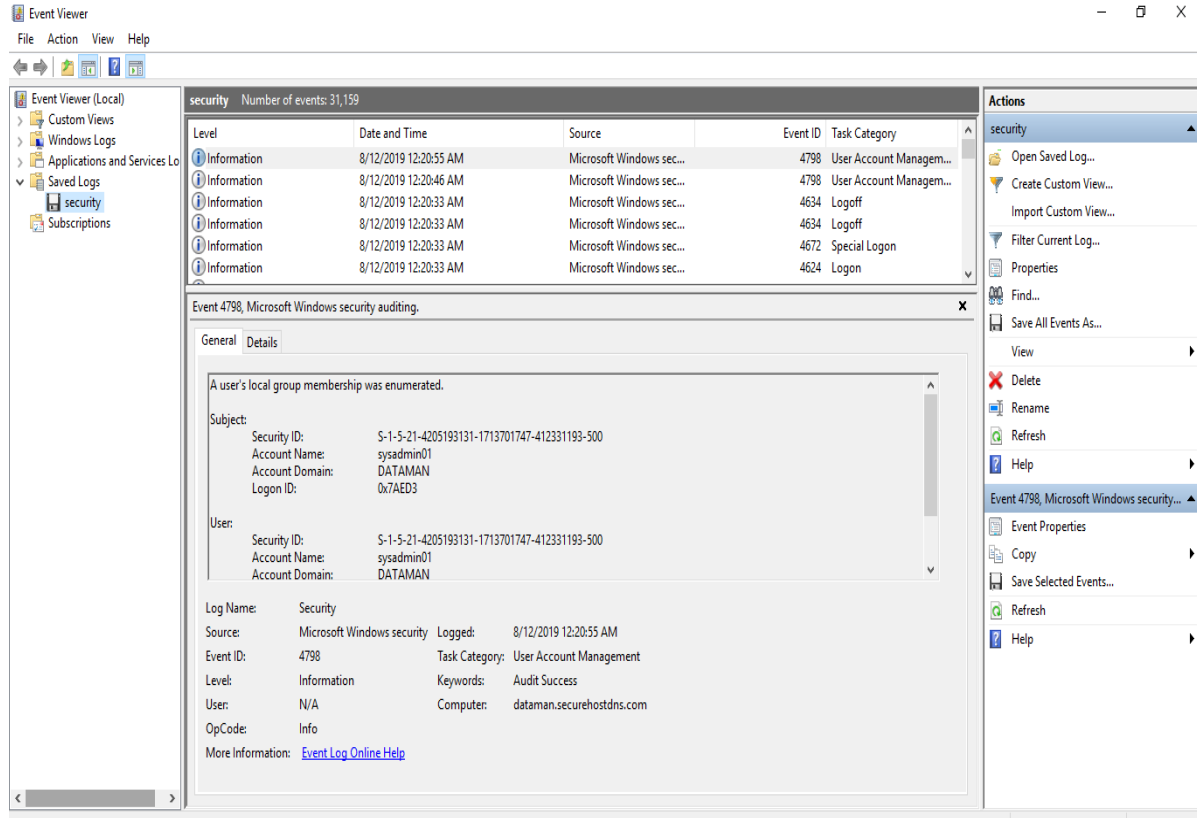 Event Viewer
File Action View Help
Event Viewer (Local)
Custom Views
Windows Logs
Applications and Services Lo
Saved Logs
security
Subscriptions
security Number of events: 31,159
Level Date and Time Source Event ID Task Category
Information 8/12/2019 12:20:55 AM Microsoft Windows sec... 4798 User Account Managem...
Information 8/12/2019 12:20:46 AM Microsoft Windows sec... 4798 User Account Managem...
Information 8/12/2019 12:20:33 AM Microsoft Windows sec... 4634 Logoff
Information 8/12/2019 12:20:33 AM Microsoft Windows sec... 4634 Logoff
Information 8/12/2019 12:20:33 AM Microsoft Windows sec... 4672 Special Logon
Information 8/12/2019 12:20:33 AM Microsoft Windows sec... 4624 Logon
Event 4798, Microsoft Windows security auditing.
General Details
A user's local group membership was enumerated.
Subject:
Security ID: S-1-5-21-4205193131-1713701747-412331193-500
Account Name: sysadmin01
Account Domain: DATAMAN
Logon ID: 0x7AED3
User:
Security ID: S-1-5-21-4205193131-1713701747-412331193-500
Account Name: sysadmin01
Account Domain: DATAMAN
Log Name: Security
Source: Microsoft Windows security Logged: 8/12/2019 12:20:55 AM
Event ID: 4798 Task Category: User Account Management
Level: Information Keywords: Audit Success
User: N/A Computer: dataman.securehostdns.com
OpCode: Info
More Information: Event Log Online Help
Actions
security
Open Saved Log...
Create Custom View...
Import Custom View...
Filter Current Log...
Properties
Find...
Save All Events As...
View
Delete
Rename
Refresh
Help
Event 4798, Microsoft Windows security...
Event Properties
Copy
Save Selected Events...
Refresh
Help